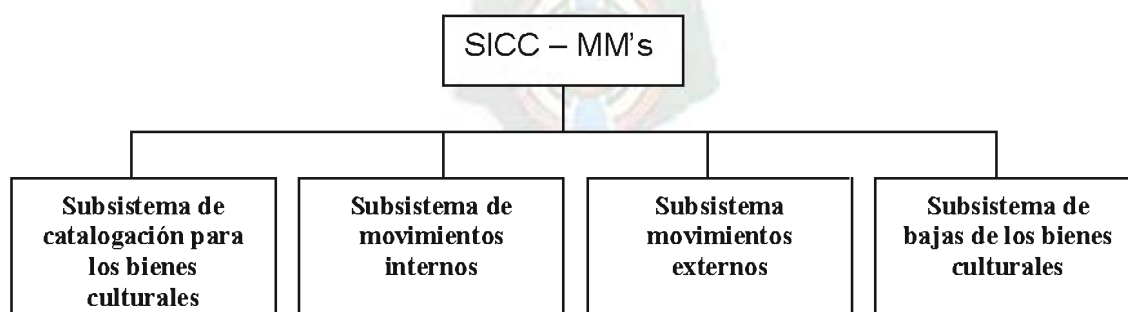 SICC – MM's
Subsistema de
catalogación para
los bienes
culturales
Subsistema de
movimientos
internos
Subsistema
movimientos
externos
Subsistema de
bajas de los bienes
culturales